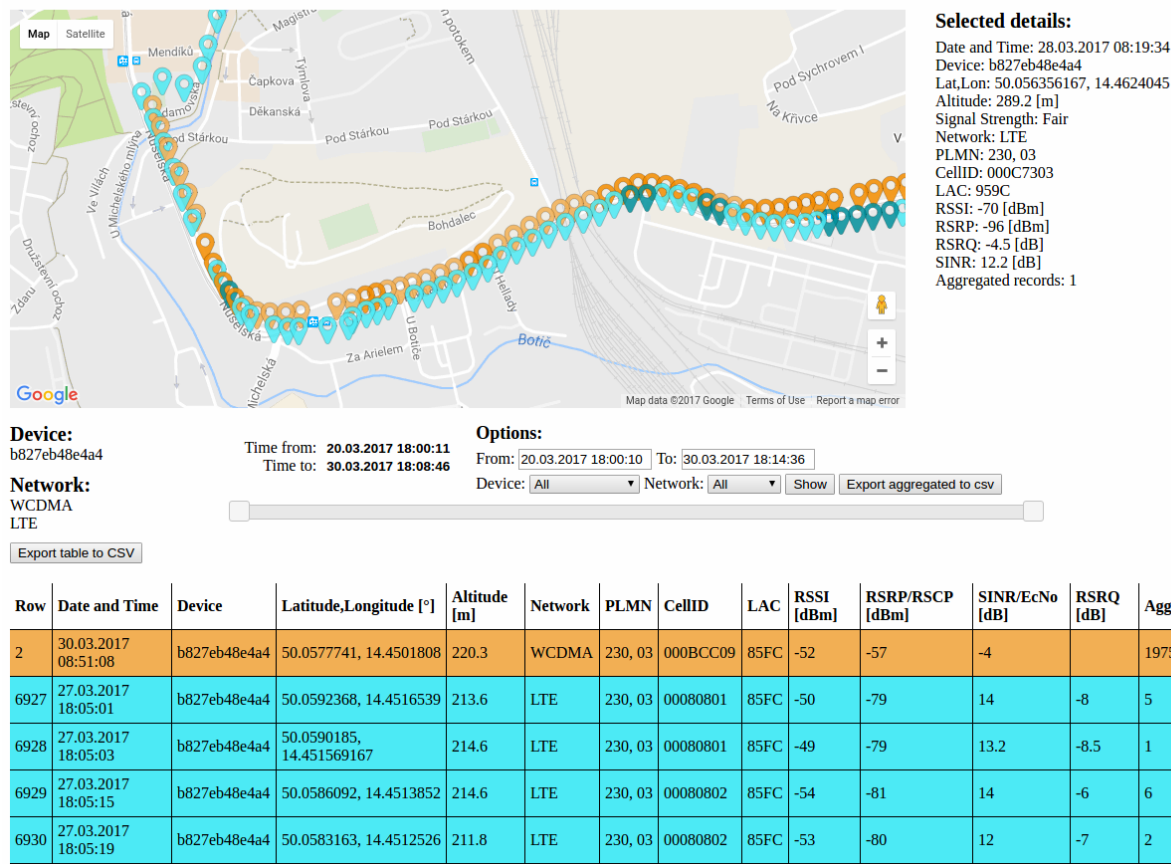 Map Satellite
Magistr
potokem
Mendíků
Týmlova
Čapkova
Děkanská
Adamovská
Pod Stárkou
Pod Stárkou
Pod Stárkou
Pod Sychrovem I
Na Křivce
V
Nuselská
U Michelského mlýna
Ve Vilách
Družstevní ochoz
Zdaru
Bohdalec
Nuselská
Michelská
Za Arielem
U Botiče
U Hellady
Botič
Google
Map data ©2017 Google Terms of Use Report a map error
Selected details:
Date and Time: 28.03.2017 08:19:34
Device: b827eb48e4a4
Lat,Lon: 50.056356167, 14.4624045
Altitude: 289.2 [m]
Signal Strength: Fair
Network: LTE
PLMN: 230, 03
CellID: 000C7303
LAC: 959C
RSSI: -70 [dBm]
RSRP: -96 [dBm]
RSRQ: -4.5 [dB]
SINR: 12.2 [dB]
Aggregated records: 1
Device:
b827eb48e4a4
Network:
WCDMA
LTE
Time from: 20.03.2017 18:00:11
Time to: 30.03.2017 18:08:46
Options:
From: 20.03.2017 18:00:10 To: 30.03.2017 18:14:36
Device: All Network: All Show Export aggregated to csv
Export table to CSV
Row Date and Time Device Latitude,Longitude [°] Altitude [m] Network PLMN CellID LAC RSSI [dBm] RSRP/RSCP [dBm] SINR/EcNo [dB] RSRQ [dB] Agg
2 30.03.2017 08:51:08 b827eb48e4a4 50.0577741, 14.4501808 220.3 WCDMA 230, 03 000BCC09 85FC -52 -57 -4 1975
6927 27.03.2017 18:05:01 b827eb48e4a4 50.0592368, 14.4516539 213.6 LTE 230, 03 00080801 85FC -50 -79 14 -8 5
6928 27.03.2017 18:05:03 b827eb48e4a4 50.0590185, 14.451569167 214.6 LTE 230, 03 00080801 85FC -49 -79 13.2 -8.5 1
6929 27.03.2017 18:05:15 b827eb48e4a4 50.0586092, 14.4513852 214.6 LTE 230, 03 00080802 85FC -54 -81 14 -6 6
6930 27.03.2017 18:05:19 b827eb48e4a4 50.0583163, 14.4512526 211.8 LTE 230, 03 00080802 85FC -53 -80 12 -7 2